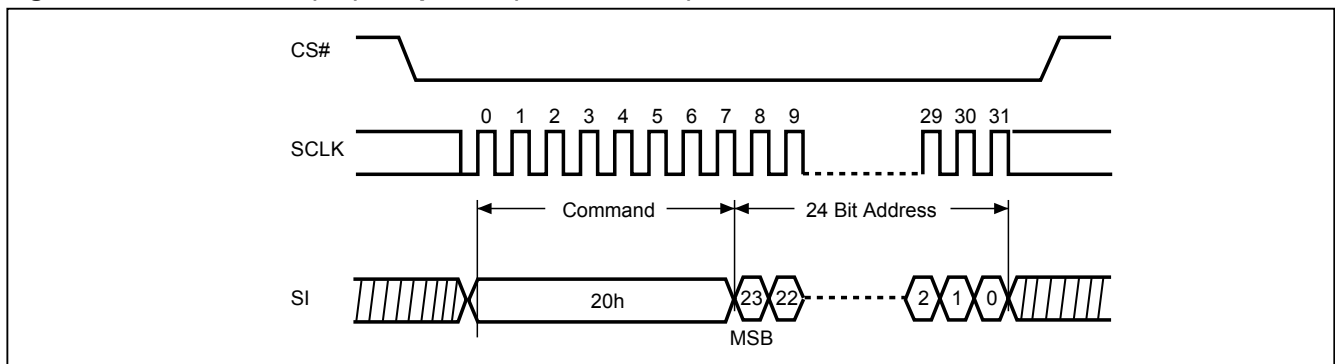 CS#
0 1 2 3 4 5 6 7 8 9 29 30 31
SCLK
Command 24 Bit Address
SI 20h 23 22 2 1 0
MSB